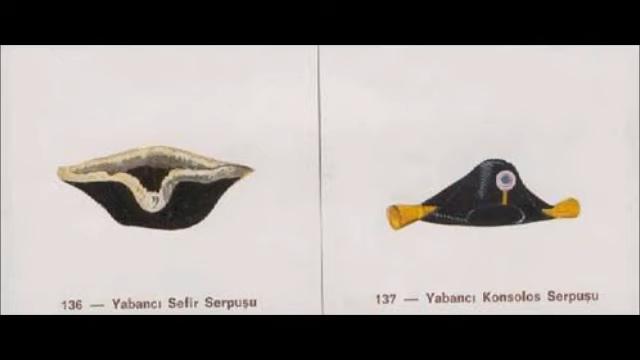 136 — Yabancı Sefir Serpuşu
137 — Yabancı Konsolos Serpuşu